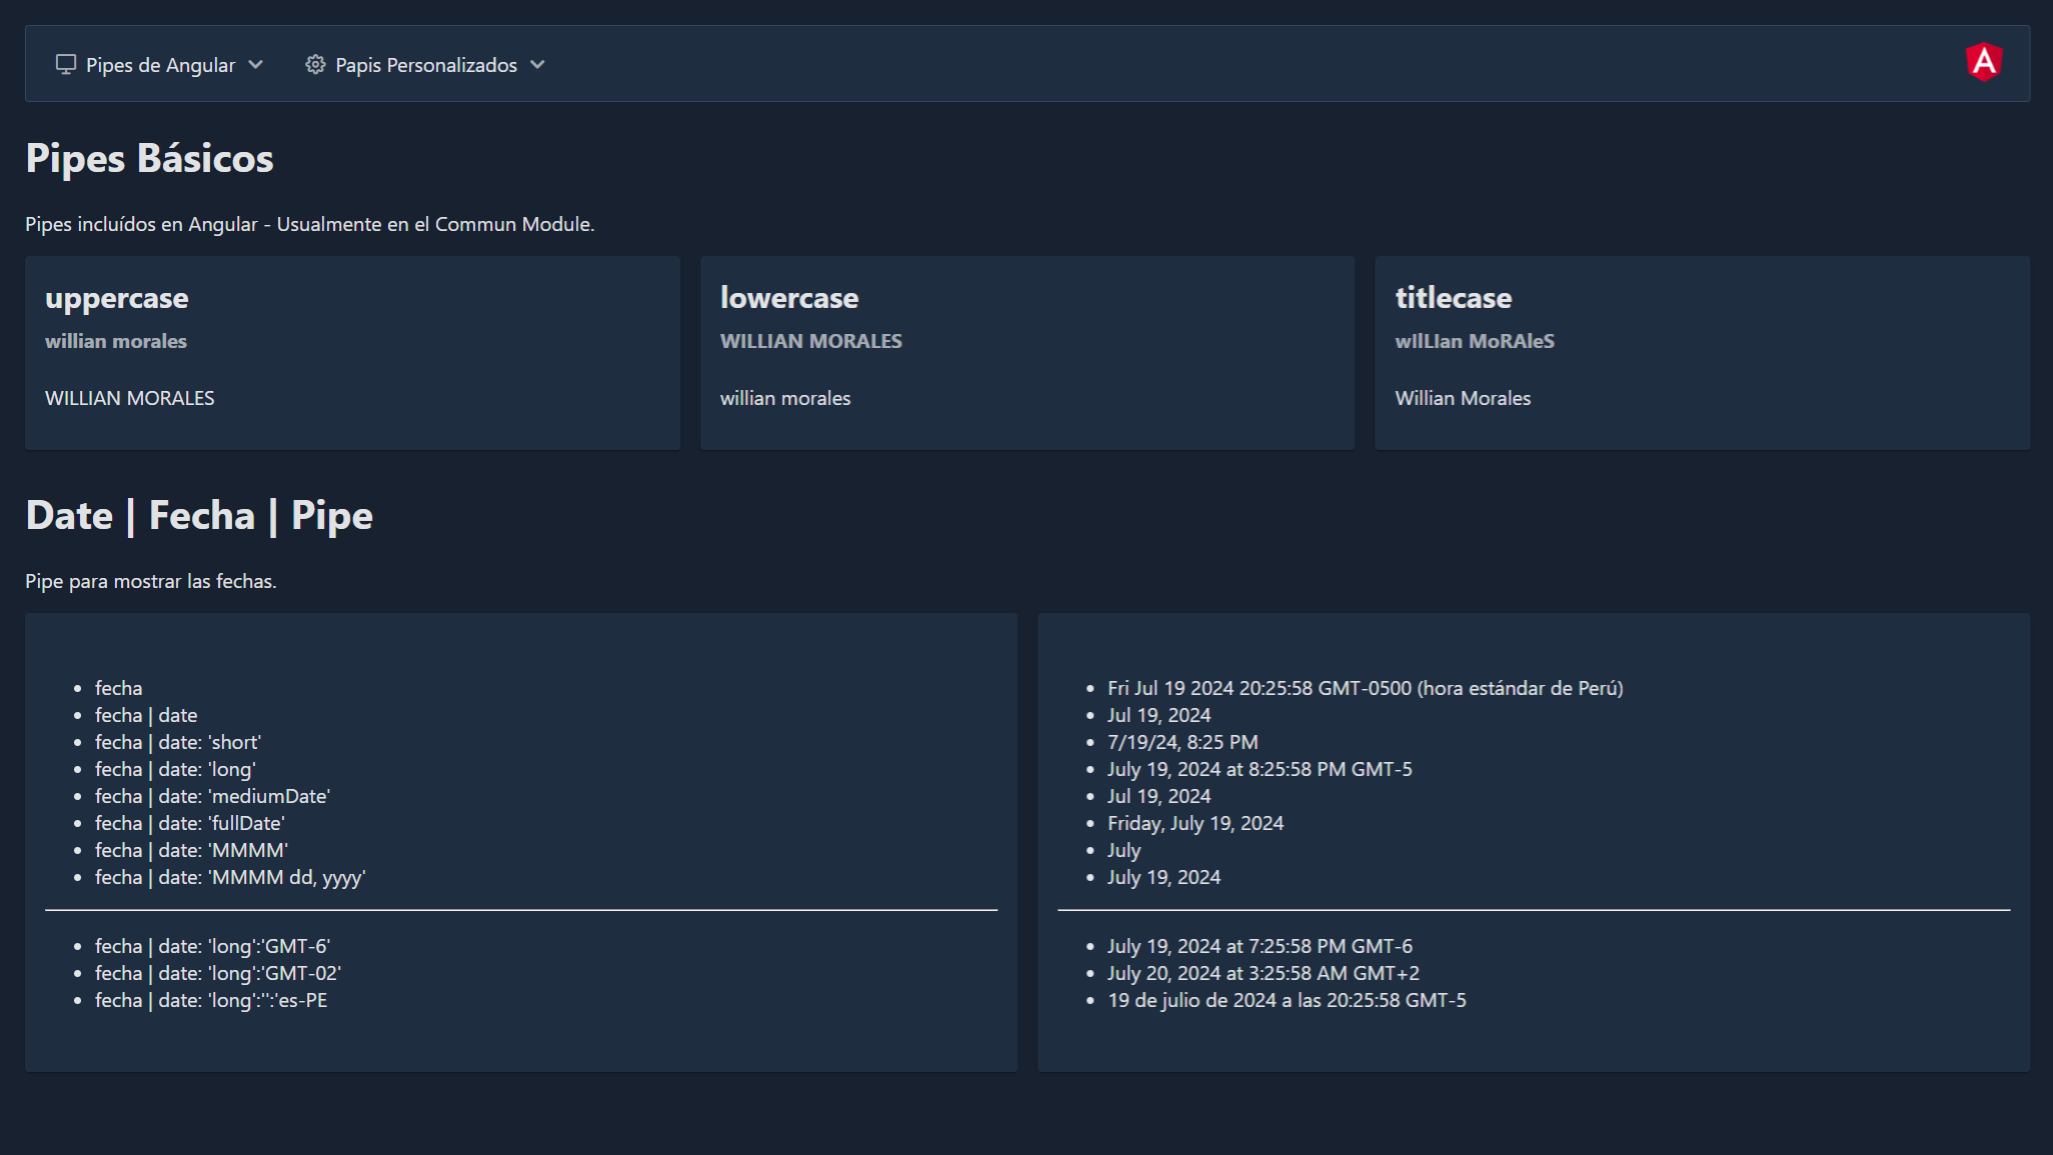 Pipes de Angular
Papis Personalizados
Pipes Básicos
Pipes incluídos en Angular - Usualmente en el Commun Module.
uppercase
willian morales
WILLIAN MORALES
lowercase
WILLIAN MORALES
willian morales
titlecase
wIlLIan MoRAleS
Willian Morales
Date | Fecha | Pipe
Pipe para mostrar las fechas.
fecha
fecha | date
fecha | date: 'short'
fecha | date: 'long'
fecha | date: 'mediumDate'
fecha | date: 'fullDate'
fecha | date: 'MMMM'
fecha | date: 'MMMM dd, yyyy'
fecha | date: 'long':'GMT-6'
fecha | date: 'long':'GMT-02'
fecha | date: 'long':'':'es-PE
Fri Jul 19 2024 20:25:58 GMT-0500 (hora estándar de Perú)
Jul 19, 2024
7/19/24, 8:25 PM
July 19, 2024 at 8:25:58 PM GMT-5
Jul 19, 2024
Friday, July 19, 2024
July
July 19, 2024
July 19, 2024 at 7:25:58 PM GMT-6
July 20, 2024 at 3:25:58 AM GMT+2
19 de julio de 2024 a las 20:25:58 GMT-5